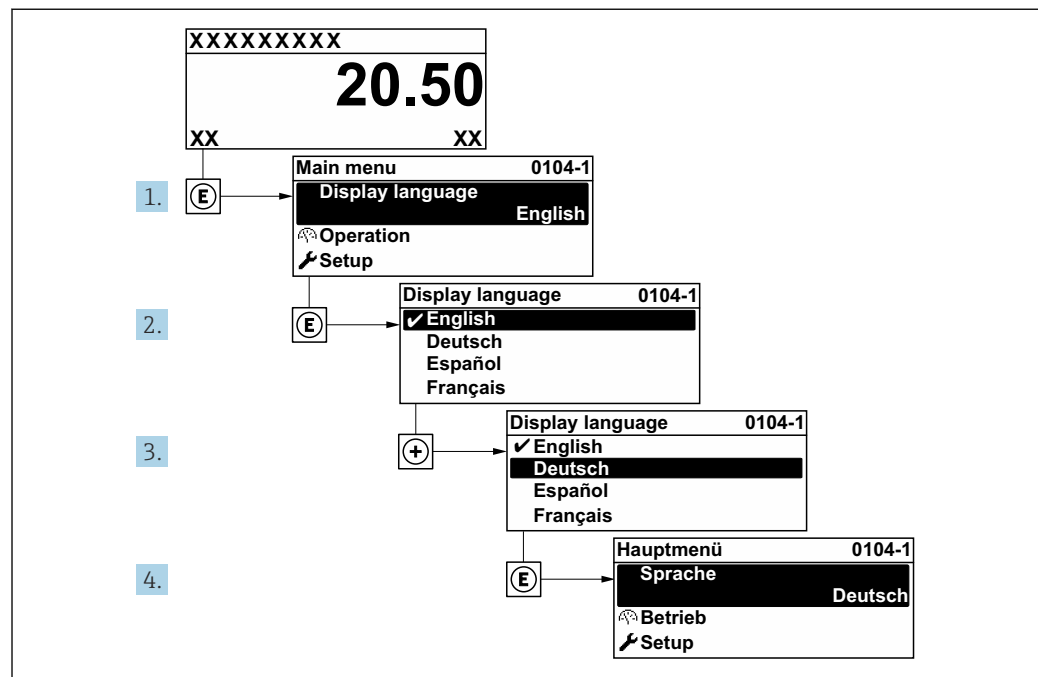 XXXXXXXXX
20.50
XX XX
1. E
Main menu 0104-1
Display language
English
Operation
Setup
2. E
Display language 0104-1
✔ English
Deutsch
Español
Français
3. +
Display language 0104-1
✔ English
Deutsch
Español
Français
4. E
Hauptmenü 0104-1
Sprache
Deutsch
Betrieb
Setup